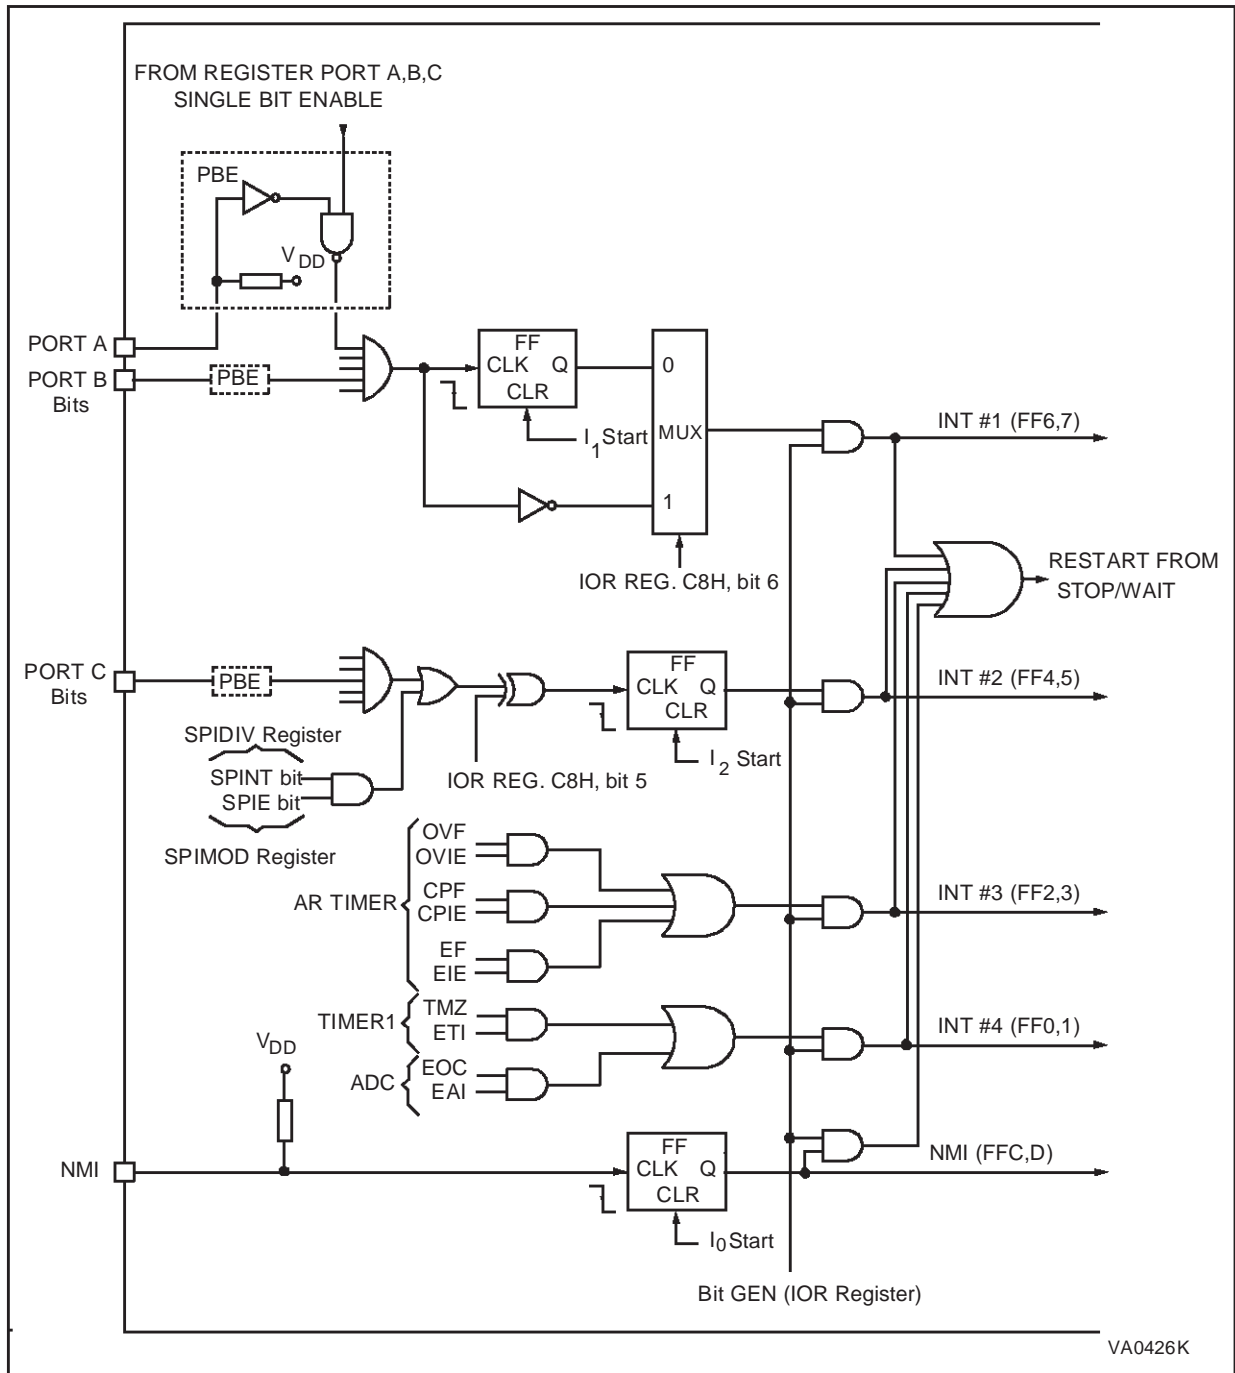 FROM REGISTER PORT A,B,C
SINGLE BIT ENABLE
PBE
VDD
PORT A
PORT B
Bits
PBE
FF
CLK Q
CLR
I1 Start
0
MUX
1
IOR REG. C8H, bit 6
INT #1 (FF6,7)
RESTART FROM
STOP/WAIT
PORT C
Bits
PBE
FF
CLK Q
CLR
I2 Start
INT #2 (FF4,5)
SPIDIV Register
SPINT bit
SPIE bit
SPIMOD Register
IOR REG. C8H, bit 5
AR TIMER
OVF
OVIE
CPF
CPIE
EF
EIE
INT #3 (FF2,3)
TIMER1
TMZ
ETI
ADC
EOC
EAI
INT #4 (FF0,1)
VDD
NMI
FF
CLK Q
CLR
I0 Start
NMI (FFC,D)
Bit GEN (IOR Register)
VA0426K